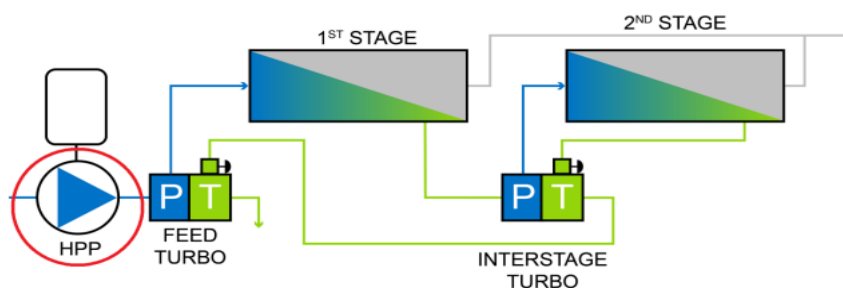 1ST STAGE
2ND STAGE
P T
P T
HPP
FEED
TURBO
INTERSTAGE
TURBO